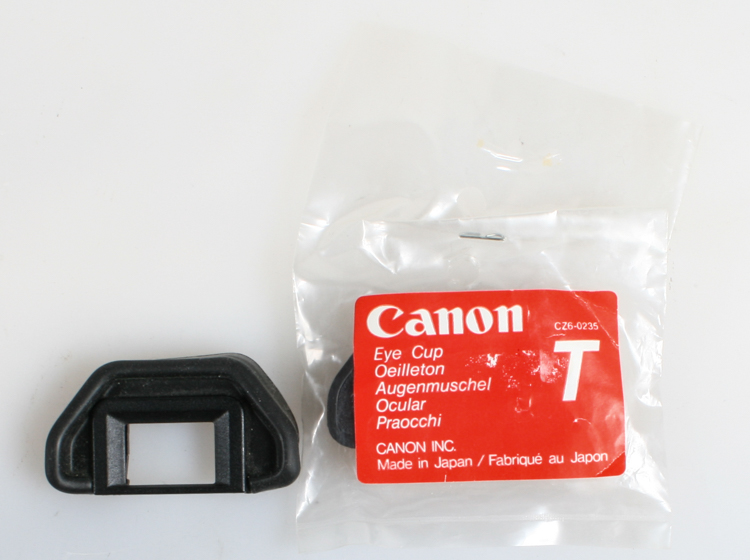 Canon
CZ6-0235
T
Eye Cup
Oeilleton
Augenmuschel
Ocular
Praocchi
CANON INC.
Made in Japan / Fabriqué au Japon